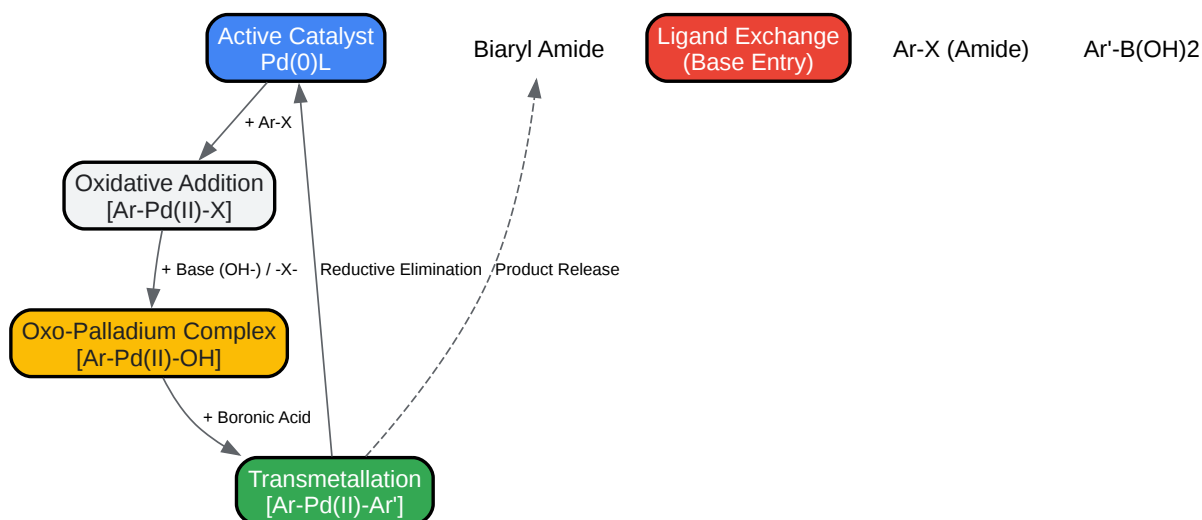 Active Catalyst
Pd(0)L
Biaryl Amide
Ligand Exchange
(Base Entry)
Ar-X (Amide)
Ar'-B(OH)2
+ Ar-X
Oxidative Addition
[Ar-Pd(II)-X]
+ Base (OH-) / -X-
Reductive Elimination
Product Release
Oxo-Palladium Complex
[Ar-Pd(II)-OH]
+ Boronic Acid
Transmetallation
[Ar-Pd(II)-Ar']